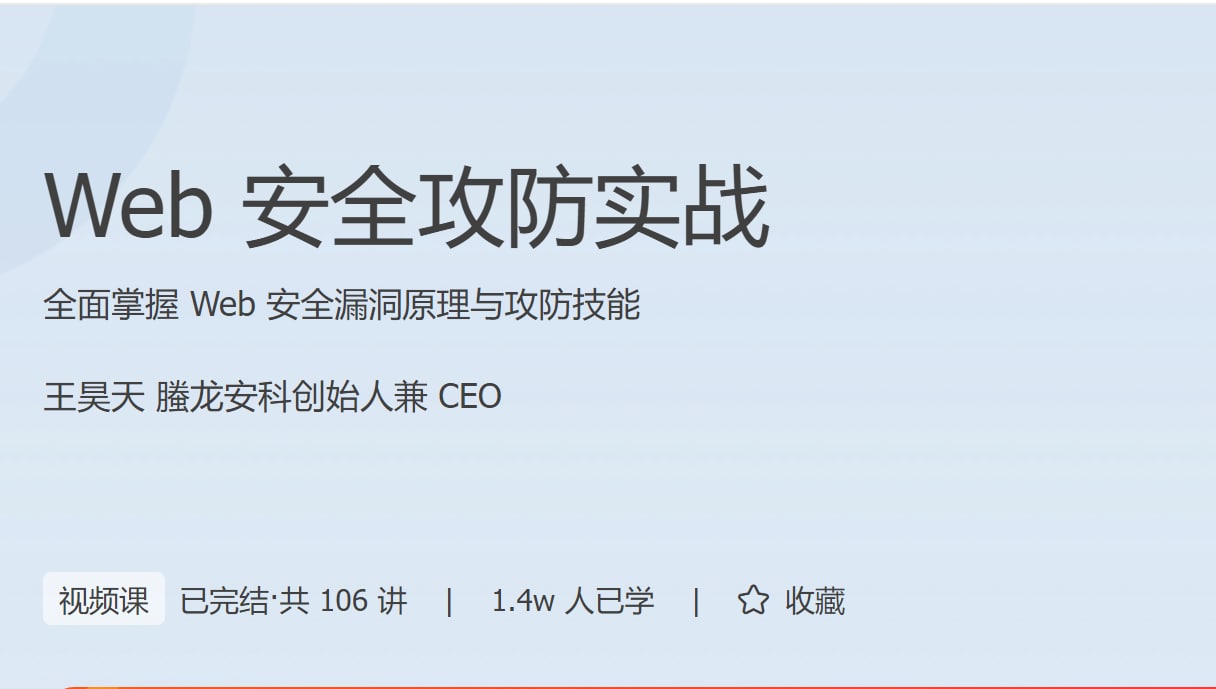 Web 安全攻防实战
全面掌握 Web 安全漏洞原理与攻防技能
王昊天 螣龙安科创始人兼 CEO
视频课 已完结·共 106 讲 | 1.4w 人已学 | 收藏